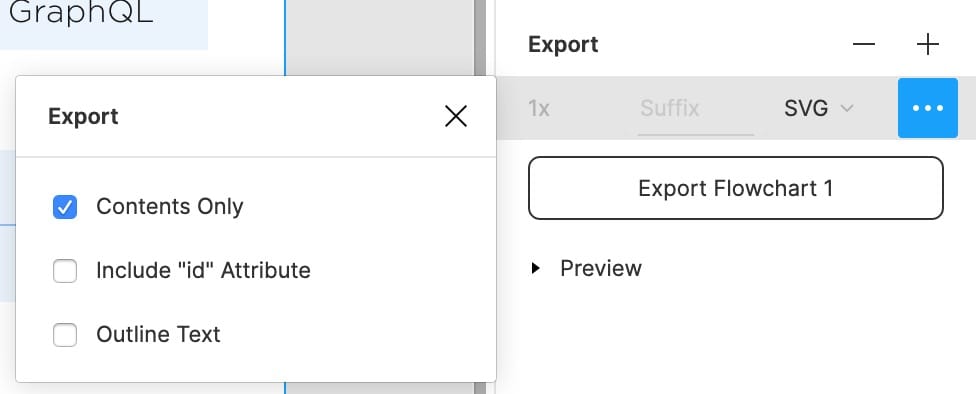 GraphQL
Export
Contents Only
Include "id" Attribute
Outline Text
Export
1x Suffix SVG
Export Flowchart 1
Preview